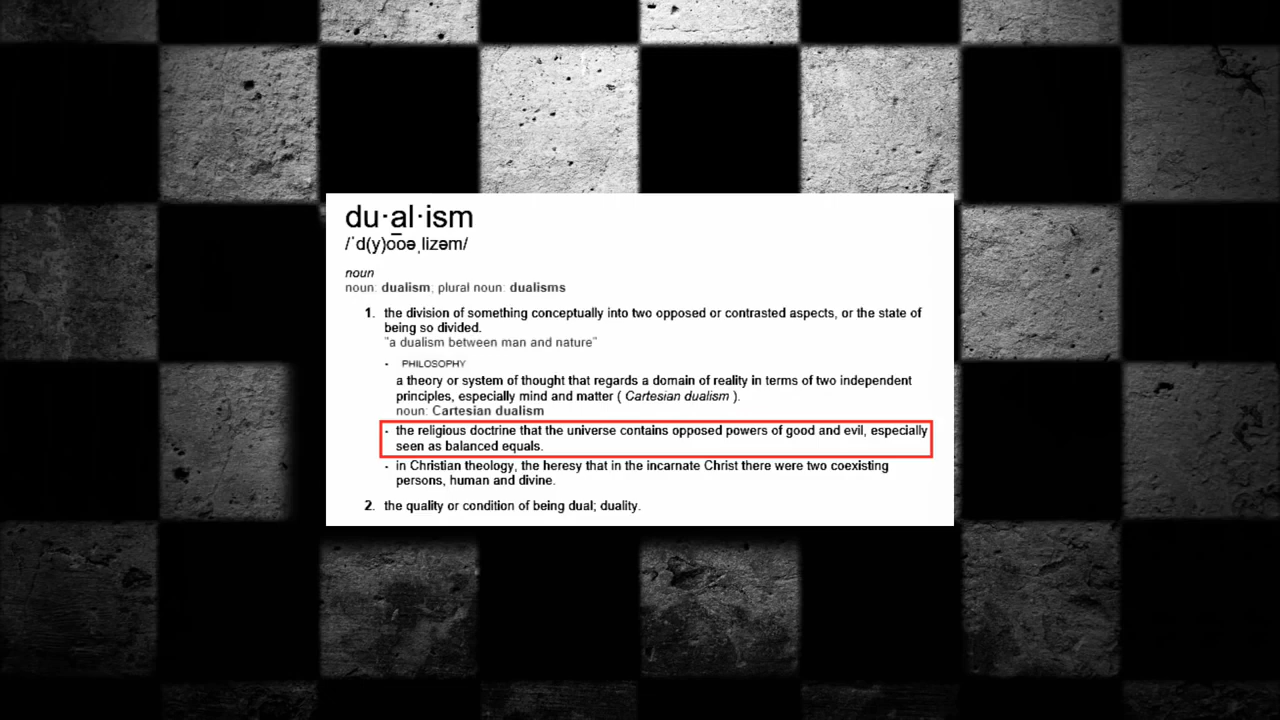 du·al·ism
/ˈd(y)o͞oəˌlizəm/
noun
noun: dualism; plural noun: dualisms
1. the division of something conceptually into two opposed or contrasted aspects, or the state of
being so divided.
"a dualism between man and nature"
• PHILOSOPHY
a theory or system of thought that regards a domain of reality in terms of two independent
principles, especially mind and matter ( Cartesian dualism ).
noun: Cartesian dualism
• the religious doctrine that the universe contains opposed powers of good and evil, especially
seen as balanced equals.
• in Christian theology, the heresy that in the incarnate Christ there were two coexisting
persons, human and divine.
2. the quality or condition of being dual; duality.